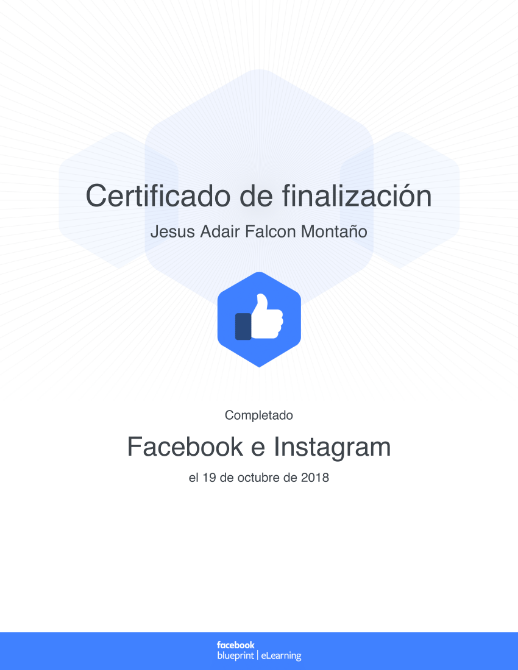 Certificado de finalización
Jesus Adair Falcon Montaño
Completado
Facebook e Instagram
el 19 de octubre de 2018
facebook
blueprint | eLearning